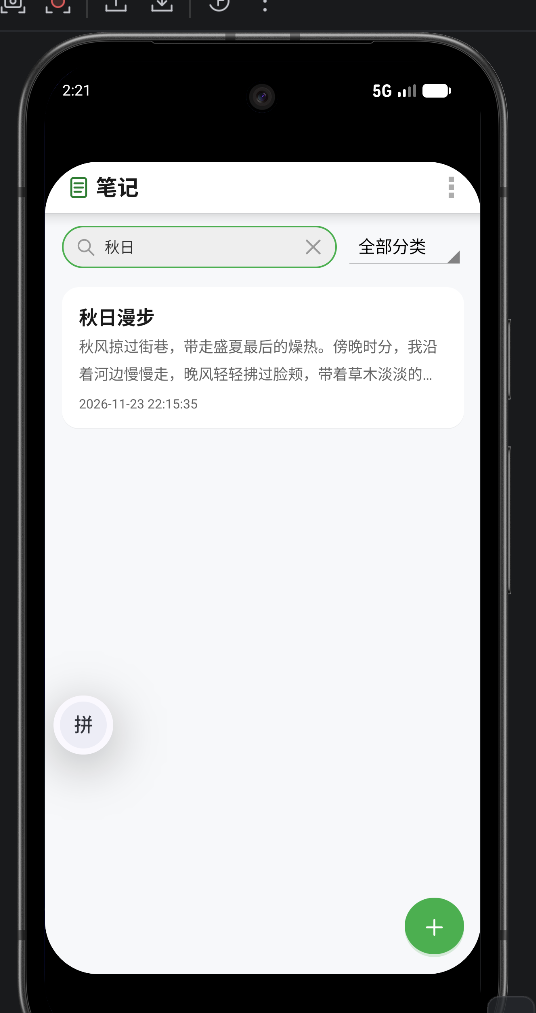 2:21
5G
笔记
秋日
全部分类
秋日漫步
秋风掠过街巷，带走盛夏最后的燥热。傍晚时分，我沿
着河边慢慢走，晚风轻轻拂过脸颊，带着草木淡淡的…
2026-11-23 22:15:35
拼